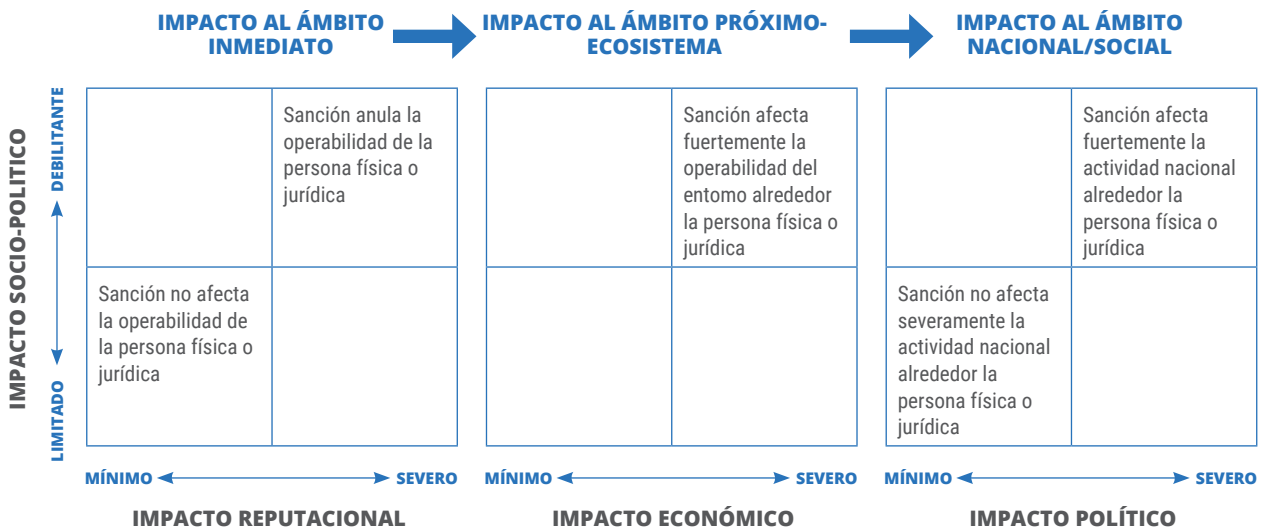 IMPACTO AL ÁMBITO
INMEDIATO
IMPACTO AL ÁMBITO PRÓXIMO-
ECOSISTEMA
IMPACTO AL ÁMBITO
NACIONAL/SOCIAL
IMPACTO SOCIO-POLITICO
DEBILITANTE
LIMITADO
Sanción anula la
operabilidad de la
persona física o
jurídica
Sanción no afecta
la operabilidad de
la persona física o
jurídica
Sanción afecta
fuertemente la
operabilidad del
entomo alrededor
la persona física o
jurídica
Sanción afecta
fuertemente la
actividad nacional
alrededor la
persona física o
jurídica
Sanción no afecta
severamente la
actividad nacional
alrededor la
persona física o
jurídica
MÍNIMO
SEVERO
MÍNIMO
SEVERO
MÍNIMO
SEVERO
IMPACTO REPUTACIONAL
IMPACTO ECONÓMICO
IMPACTO POLÍTICO